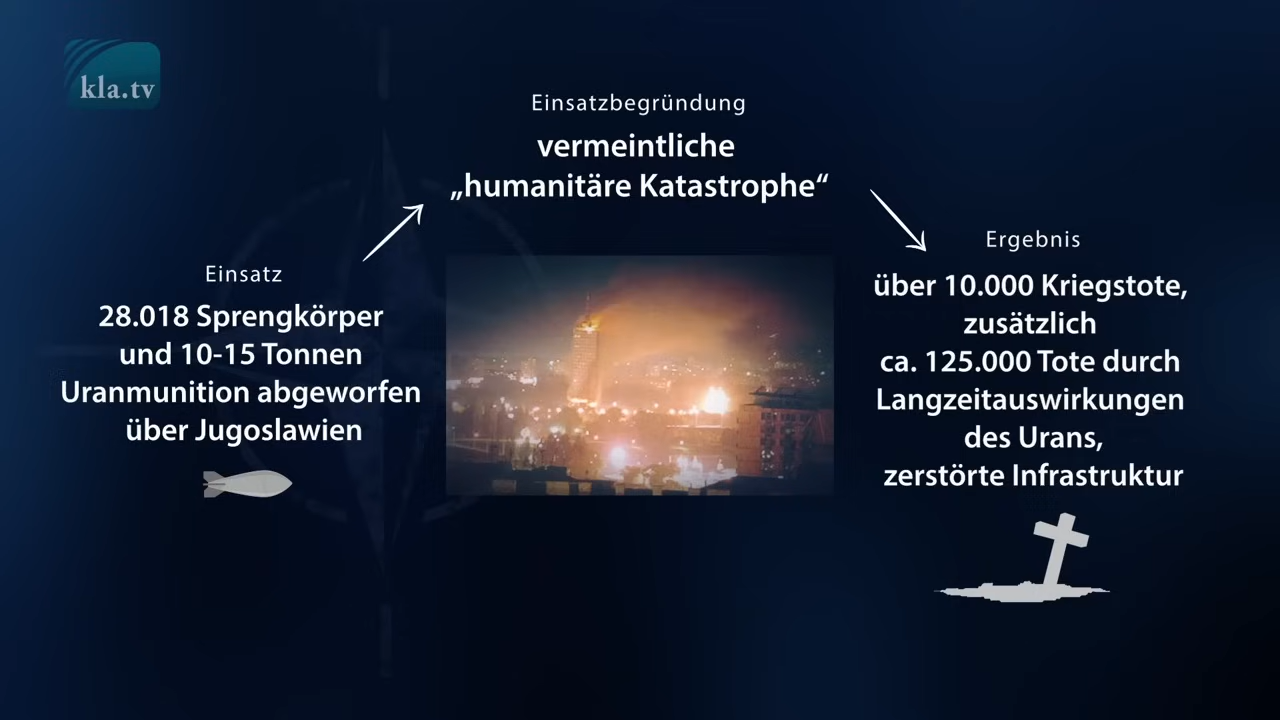 kla.tv
Einsatzbegründung
vermeintliche
„humanitäre Katastrophe“
Einsatz
28.018 Sprengkörper
und 10-15 Tonnen
Uranmunition abgeworfen
über Jugoslawien
Ergebnis
über 10.000 Kriegstote,
zusätzlich
ca. 125.000 Tote durch
Langzeitauswirkungen
des Urans,
zerstörte Infrastruktur